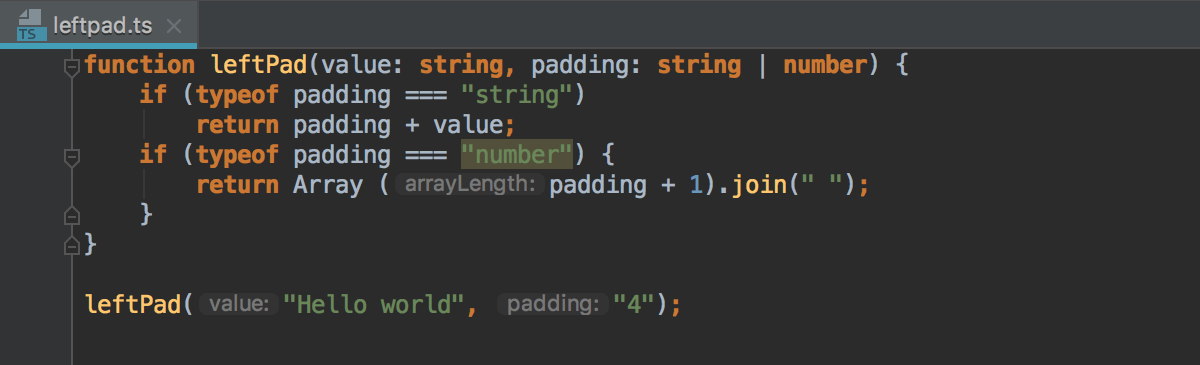 leftpad.ts
TS
function leftPad(value: string, padding: string | number) {
    if (typeof padding === "string")
        return padding + value;
    if (typeof padding === "number") {
        return Array ( arrayLength: padding + 1).join(" ");
    }
}
leftPad( value: "Hello world", padding: "4");